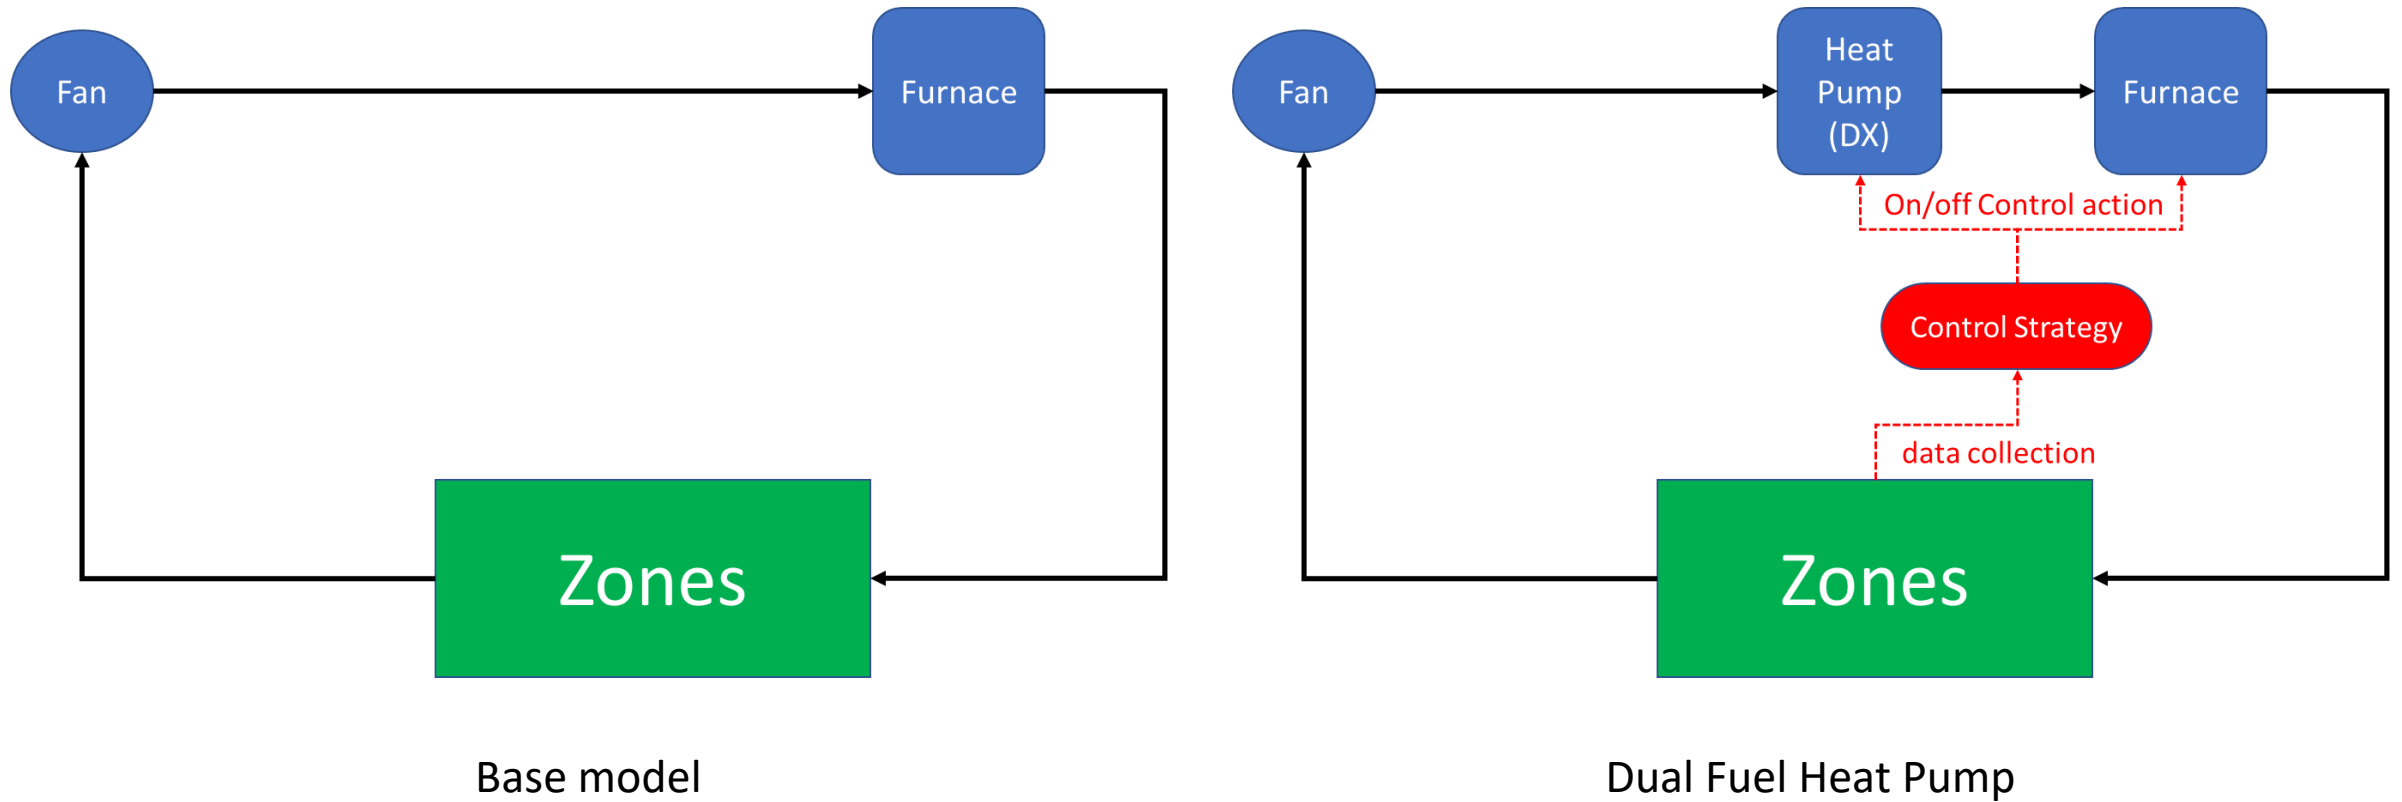 Fan
Furnace
Zones
Base model
Fan
Heat
Pump
(DX)
Furnace
On/off Control action
Control Strategy
data collection
Zones
Dual Fuel Heat Pump